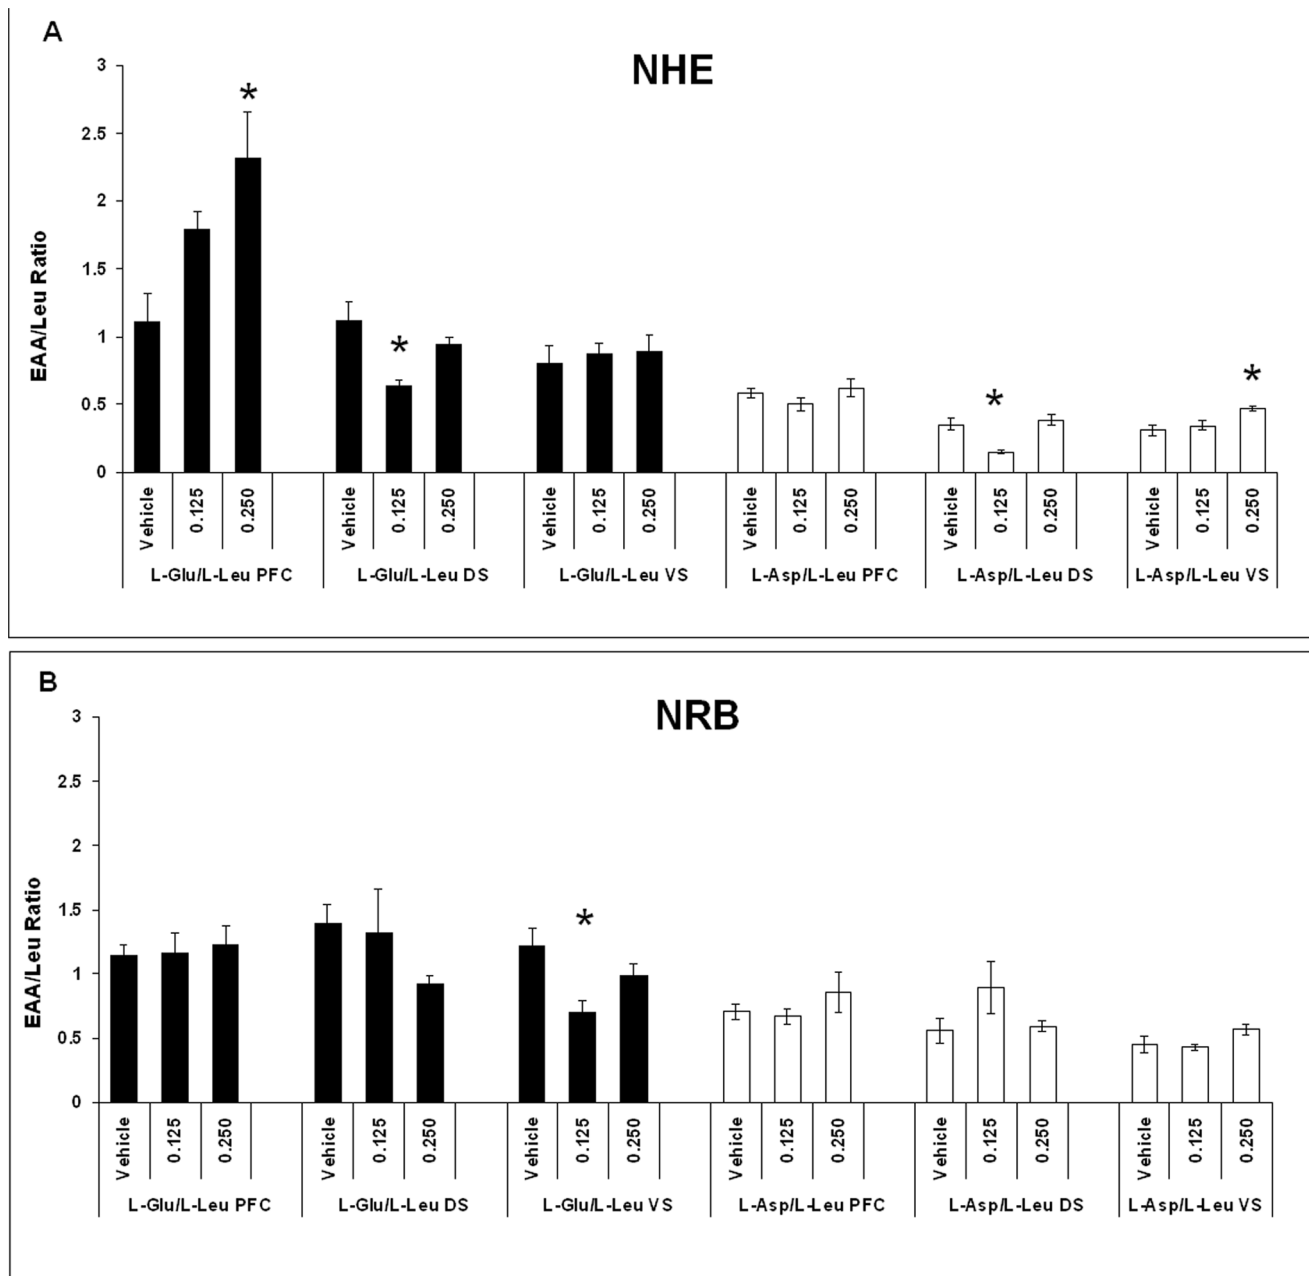 A
NHE
*
*
*
*
EAA/Leu Ratio
3
2.5
2
1.5
1
0.5
0
Vehicle 0.125 0.250 Vehicle 0.125 0.250 Vehicle 0.125 0.250 Vehicle 0.125 0.250 Vehicle 0.125 0.250 Vehicle 0.125 0.250
L-Glu/L-Leu PFC L-Glu/L-Leu DS L-Glu/L-Leu VS L-Asp/L-Leu PFC L-Asp/L-Leu DS L-Asp/L-Leu VS
B
NRB
*
EAA/Leu Ratio
3
2.5
2
1.5
1
0.5
0
Vehicle 0.125 0.250 Vehicle 0.125 0.250 Vehicle 0.125 0.250 Vehicle 0.125 0.250 Vehicle 0.125 0.250 Vehicle 0.125 0.250
L-Glu/L-Leu PFC L-Glu/L-Leu DS L-Glu/L-Leu VS L-Asp/L-Leu PFC L-Asp/L-Leu DS L-Asp/L-Leu VS